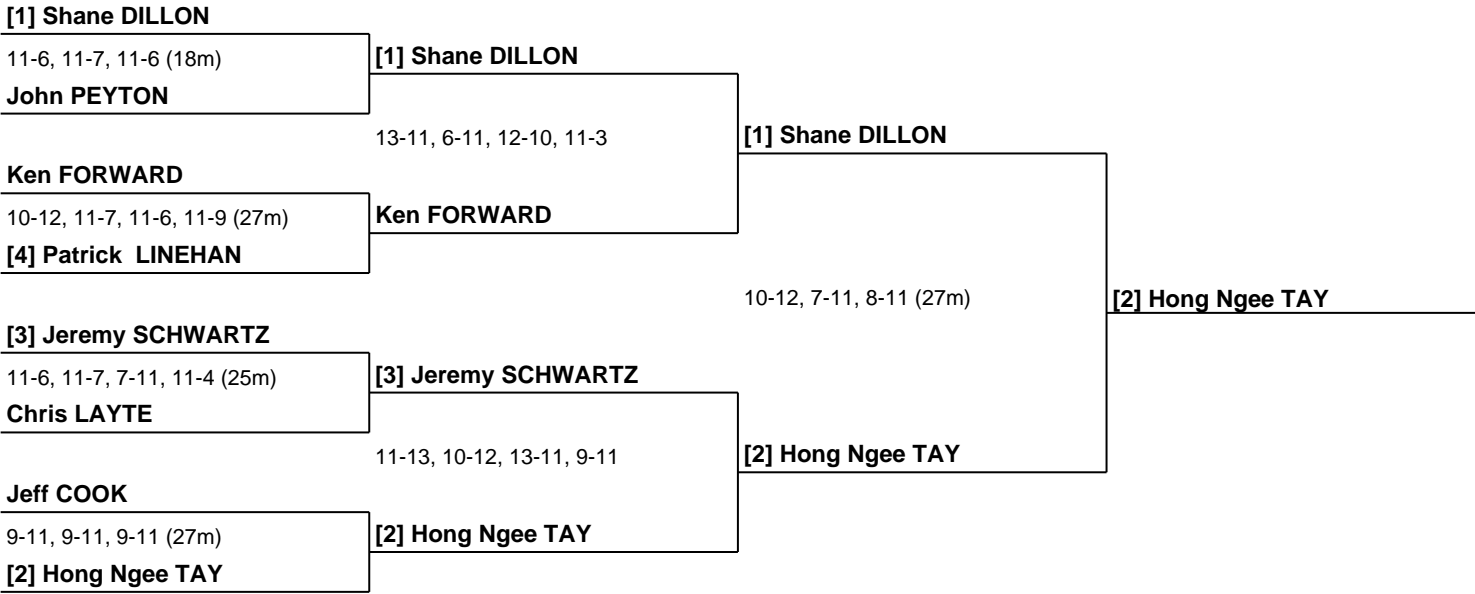 [1] Shane DILLON
11-6, 11-7, 11-6 (18m)
[1] Shane DILLON
John PEYTON
13-11, 6-11, 12-10, 11-3
[1] Shane DILLON
Ken FORWARD
10-12, 11-7, 11-6, 11-9 (27m)
Ken FORWARD
[4] Patrick LINEHAN
10-12, 7-11, 8-11 (27m)
[2] Hong Ngee TAY
[3] Jeremy SCHWARTZ
11-6, 11-7, 7-11, 11-4 (25m)
[3] Jeremy SCHWARTZ
Chris LAYTE
11-13, 10-12, 13-11, 9-11
[2] Hong Ngee TAY
Jeff COOK
9-11, 9-11, 9-11 (27m)
[2] Hong Ngee TAY
[2] Hong Ngee TAY